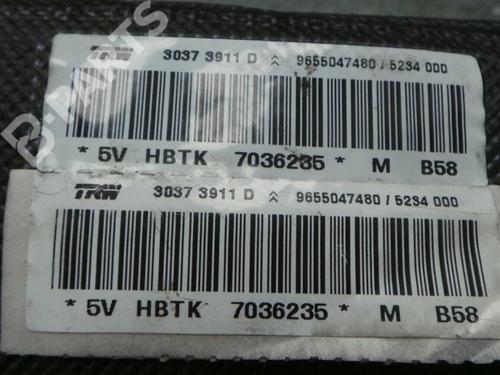 B-PARTS
TRW 3037 3911 D 9655047480 / 5234 000
* 5V HBTK 7036235 * M B58
TRW 3037 3911 D 9655047480 / 5234 000
* 5V HBTK 7036235 * M B58